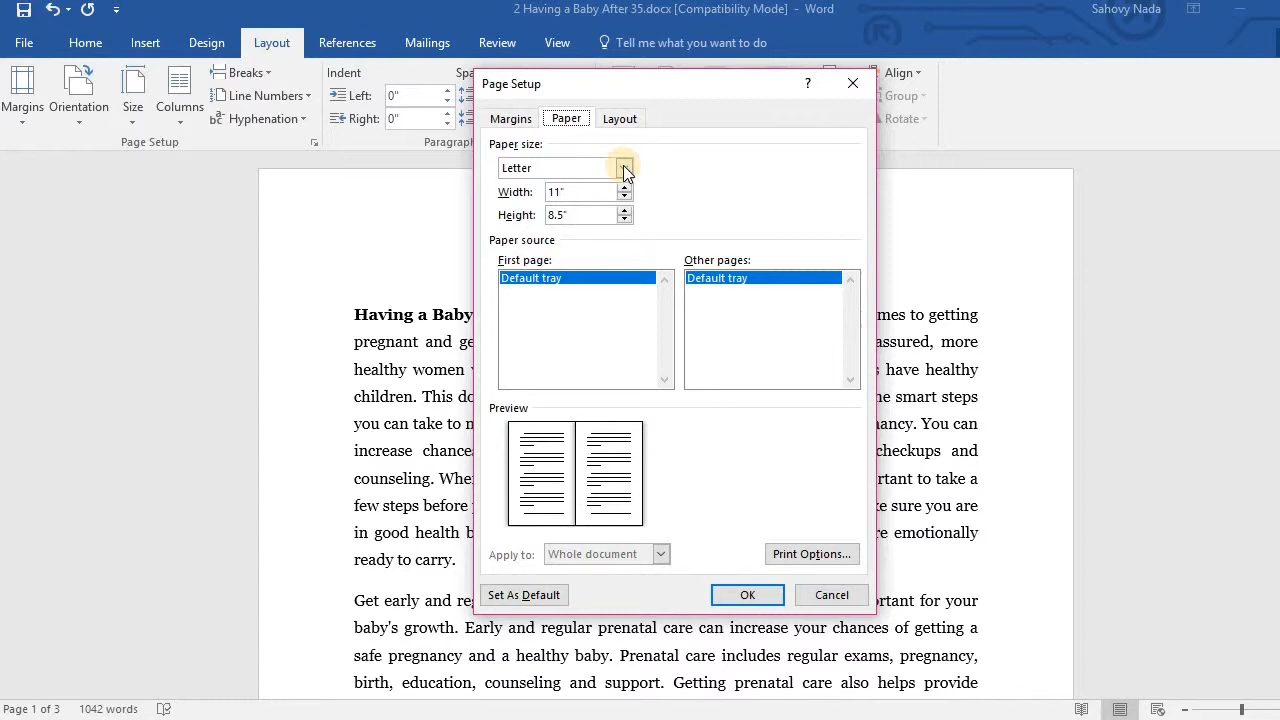 2 Having a Baby After 35.docx [Compatibility Mode] - Word
Sahovy Nada
File Home Insert Design Layout References Mailings Review View Tell me what you want to do
Margins Orientation Size Columns
Breaks
Line Numbers
Hyphenation
Page Setup
Indent
Left: 0"
Right: 0"
Paragraph
Align
Group
Rotate
Page Setup
Margins Paper Layout
Paper size:
Letter
Width: 11"
Height: 8.5"
Paper source
First page: Other pages:
Default tray Default tray
Preview
Apply to: Whole document Print Options...
Set As Default OK Cancel
Having a Baby mes to getting
pregnant and ge assured, more
healthy women have healthy
children. This do he smart steps
you can take to nancy. You can
increase chance checkups and
counseling. Whe rtant to take a
few steps before ke sure you are
in good health b re emotionally
ready to carry.
Get early and reg rtant for your
baby's growth. Early and regular prenatal care can increase your chances of getting a
safe pregnancy and a healthy baby. Prenatal care includes regular exams, pregnancy,
birth, education, counseling and support. Getting prenatal care also helps provide
Page 1 of 3 1042 words